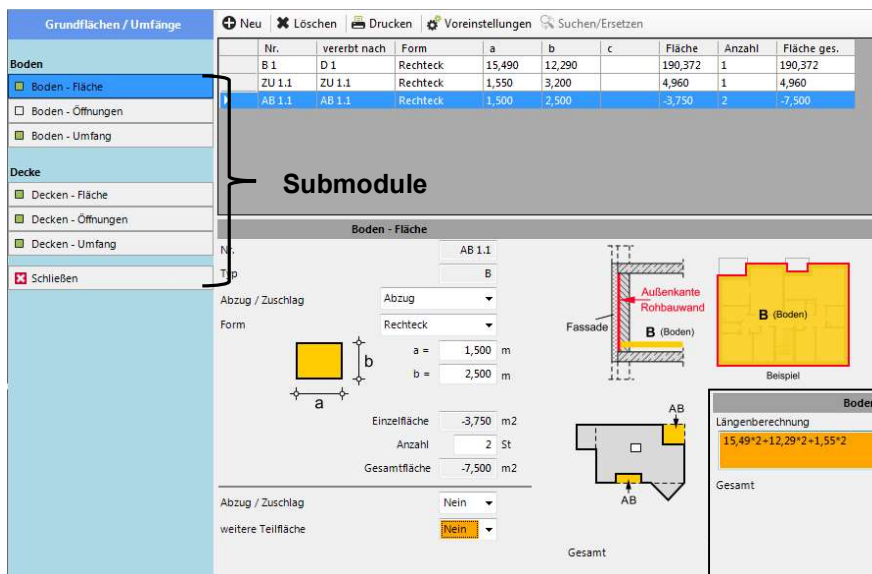 Grundflächen / Umfänge
Neu Löschen Drucken Voreinstellungen Suchen/Ersetzen
Boden
Boden - Fläche
Boden - Öffnungen
Boden - Umfang
Decke
Decken - Fläche
Decken - Öffnungen
Decken - Umfang
Schließen
Submodule
Nr. vererbt nach Form a b c Fläche Anzahl Fläche ges.
B 1 D 1 Rechteck 15,490 12,290 190,372 1 190,372
ZU 1.1 ZU 1.1 Rechteck 1,550 3,200 4,960 1 4,960
AB 1.1 AB 1.1 Rechteck 1,500 2,500 -3,750 2 -7,500
Boden - Fläche
Nr. AB 1.1
Typ B
Abzug / Zuschlag Abzug
Form Rechteck
a = 1,500 m
b = 2,500 m
b
a
Einzelfläche -3,750 m2
Anzahl 2 St
Gesamtfläche -7,500 m2
Abzug / Zuschlag Nein
weitere Teilfläche Nein
Außenkante
Rohbauwand
Fassade
B (Boden)
B (Boden)
Beispiel
AB
AB
Gesamt
Boden
Längenberechnung
15,49*2+12,29*2+1,55*2
Gesamt